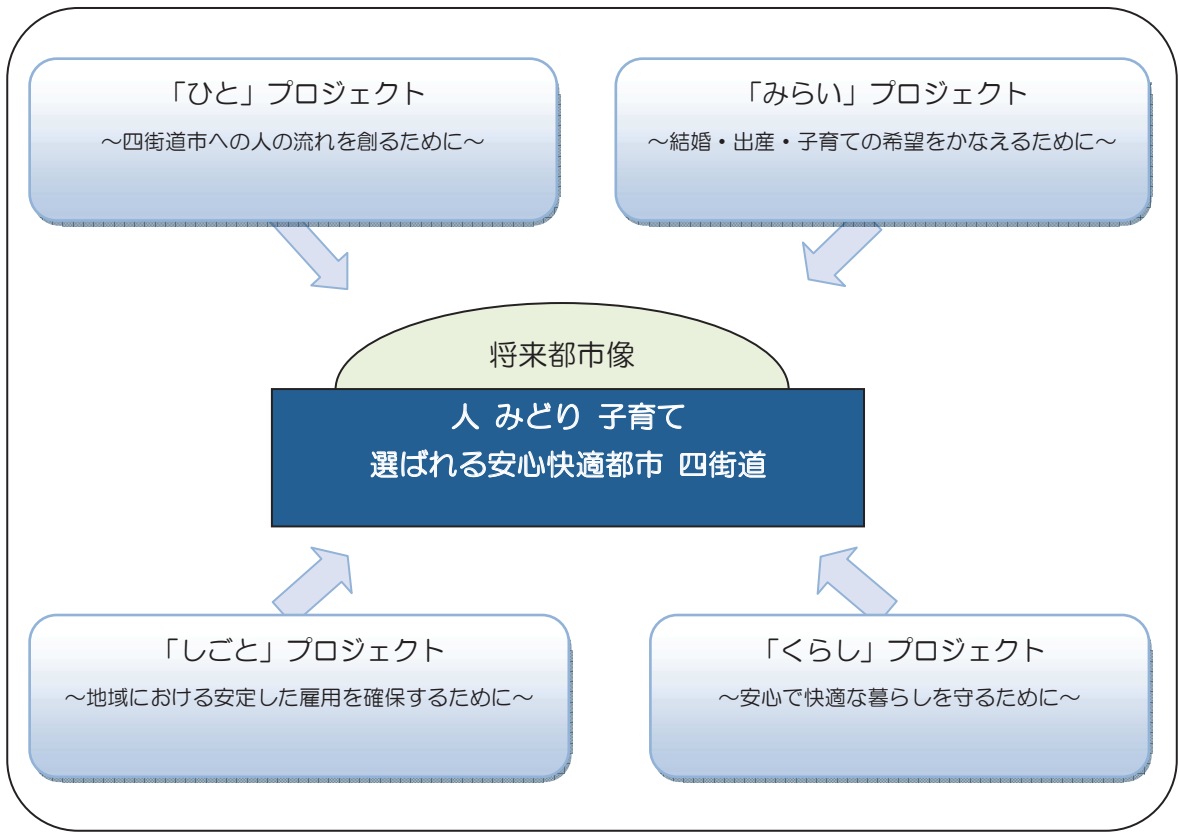 「ひと」プロジェクト
～四街道市への人の流れを創るために～
「みらい」プロジェクト
～結婚・出産・子育ての希望をかなえるために～
将来都市像
人 みどり 子育て
選ばれる安心快適都市 四街道
「しごと」プロジェクト
～地域における安定した雇用を確保するために～
「くらし」プロジェクト
～安心で快適な暮らしを守るために～